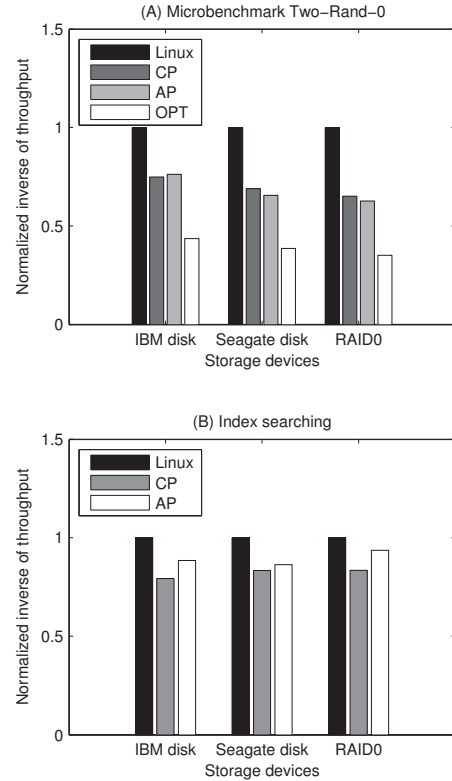 (A) Microbenchmark Two−Rand−0
Normalized inverse of throughput
1.5
1
0.5
0
Linux
CP
AP
OPT
IBM disk Seagate disk RAID0
Storage devices
(B) Index searching
Normalized inverse of throughput
1.5
1
0.5
0
Linux
CP
AP
IBM disk Seagate disk RAID0
Storage devices